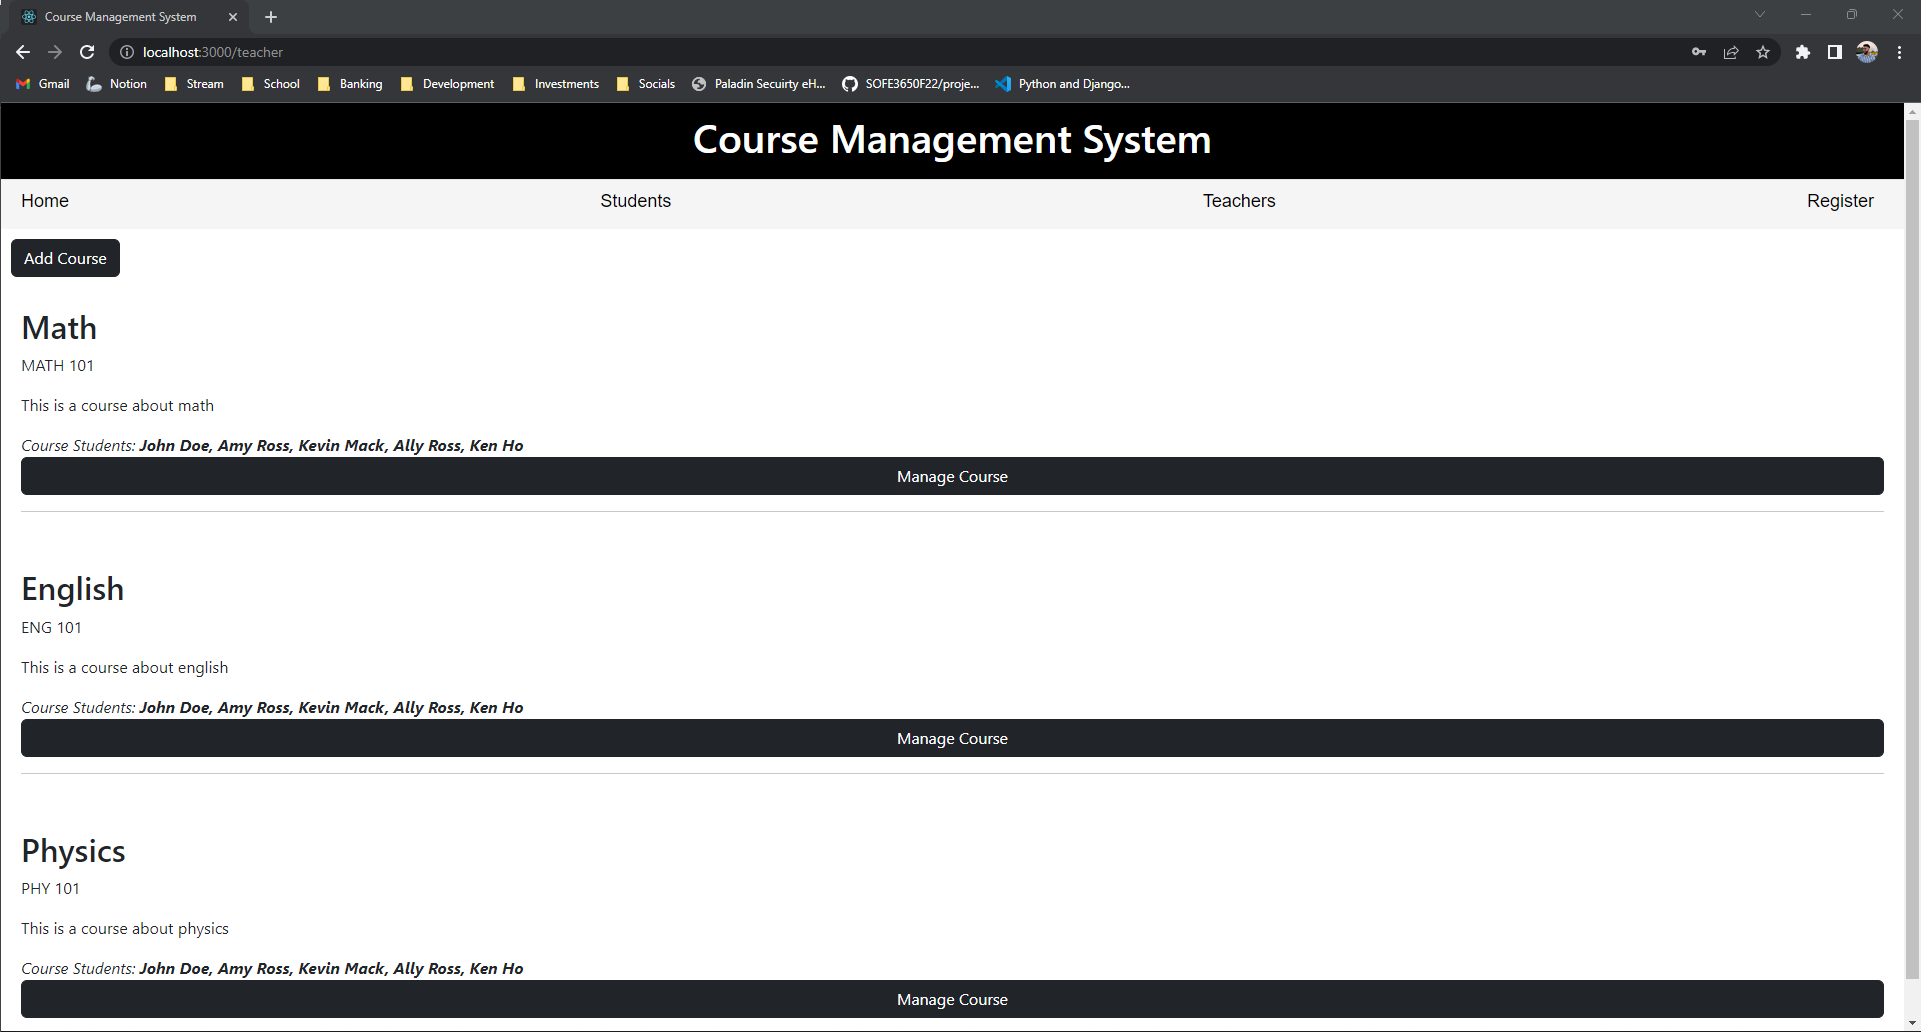 Course Management System
localhost:3000/teacher
Gmail Notion Stream School Banking Development Investments Socials Paladin Secuirty eH... SOFE3650F22/proje... Python and Django...
Course Management System
Home Students Teachers Register
Add Course
Math
MATH 101
This is a course about math
Course Students: John Doe, Amy Ross, Kevin Mack, Ally Ross, Ken Ho
Manage Course
English
ENG 101
This is a course about english
Course Students: John Doe, Amy Ross, Kevin Mack, Ally Ross, Ken Ho
Manage Course
Physics
PHY 101
This is a course about physics
Course Students: John Doe, Amy Ross, Kevin Mack, Ally Ross, Ken Ho
Manage Course